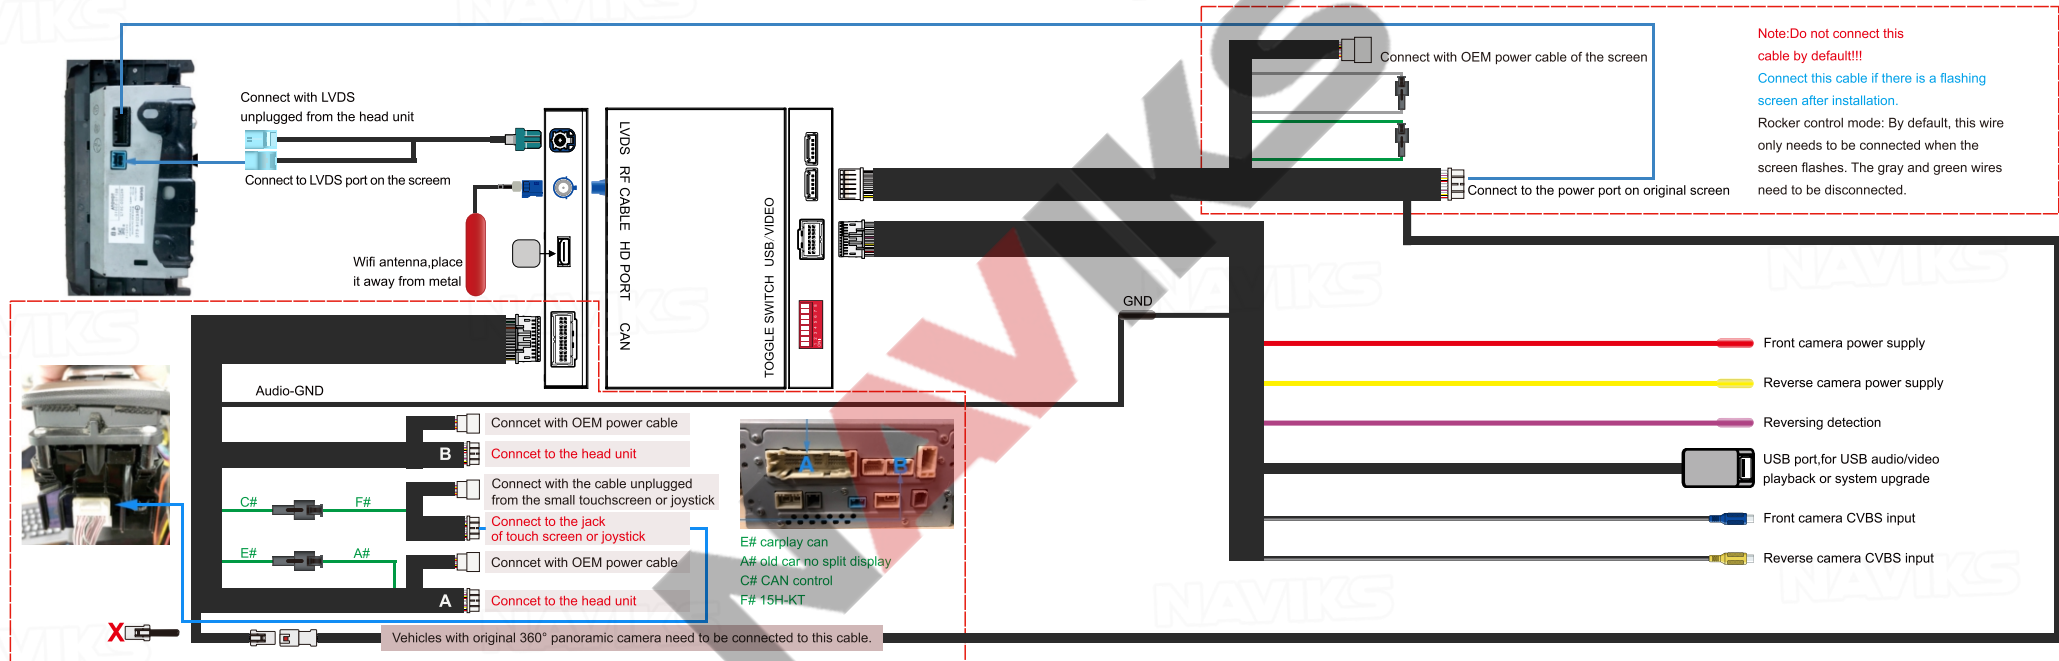 Connect with LVDS
unplugged from the head unit
Connect to LVDS port on the screem
Wifi antenna,place
it away from metal
LVDS RF CABLE HD PORT CAN
TOGGLE SWITCH USB/VIDEO
Connect with OEM power cable of the screen
Connect to the power port on original screen
Note:Do not connect this
cable by default!!!
Connect this cable if there is a flashing
screen after installation.
Rocker control mode: By default, this wire
only needs to be connected when the
screen flashes. The gray and green wires
need to be disconnected.
GND
Front camera power supply
Reverse camera power supply
Reversing detection
USB port,for USB audio/video
playback or system upgrade
Front camera CVBS input
Reverse camera CVBS input
Audio-GND
Conncet with OEM power cable
B
Conncet to the head unit
Connect with the cable unplugged
from the small touchscreen or joystick
C#
F#
Connect to the jack
of touch screen or joystick
E#
A#
Conncet with OEM power cable
A
Conncet to the head unit
A
B
E# carplay can
A# old car no split display
C# CAN control
F# 15H-KT
X
Vehicles with original 360° panoramic camera need to be connected to this cable.
NAVIKS